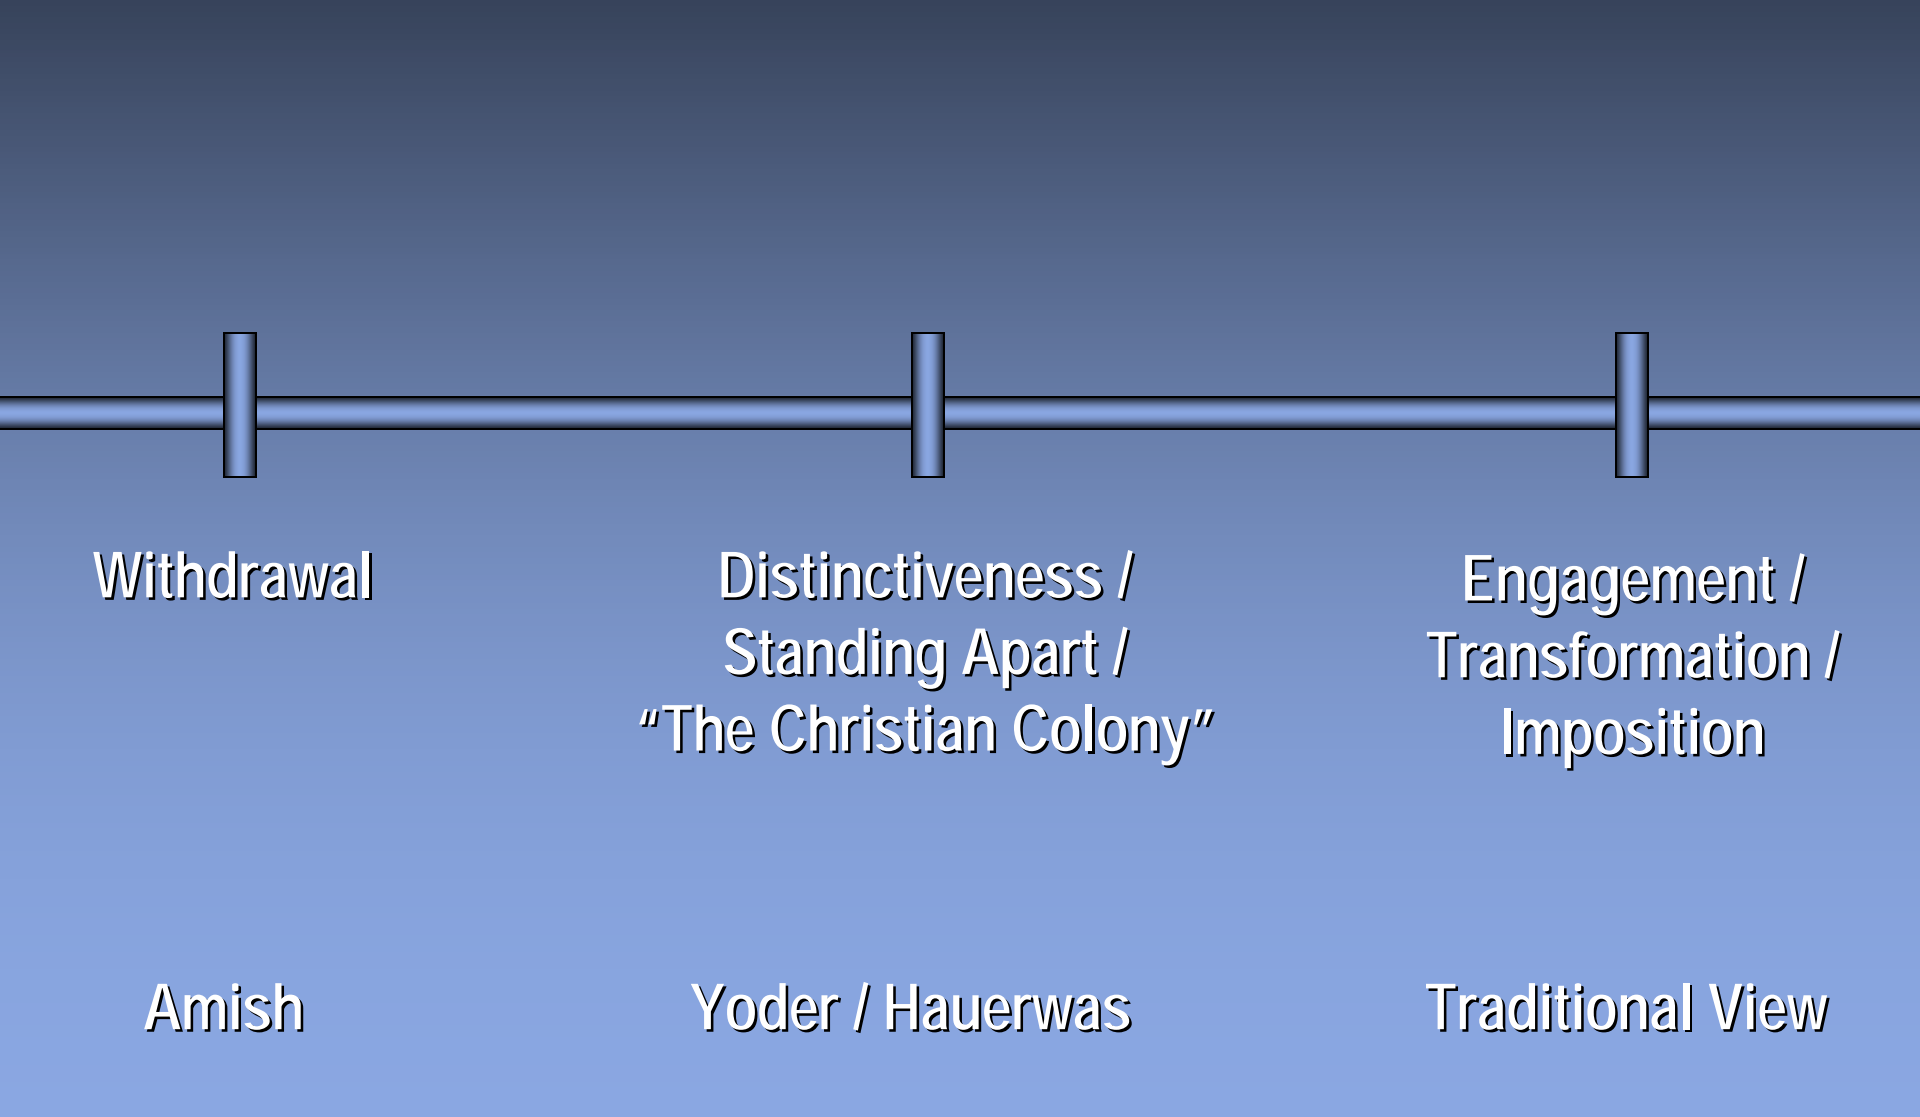 Withdrawal
Distinctiveness /
Standing Apart /
“The Christian Colony”
Engagement /
Transformation /
Imposition
Amish
Yoder / Hauerwas
Traditional View